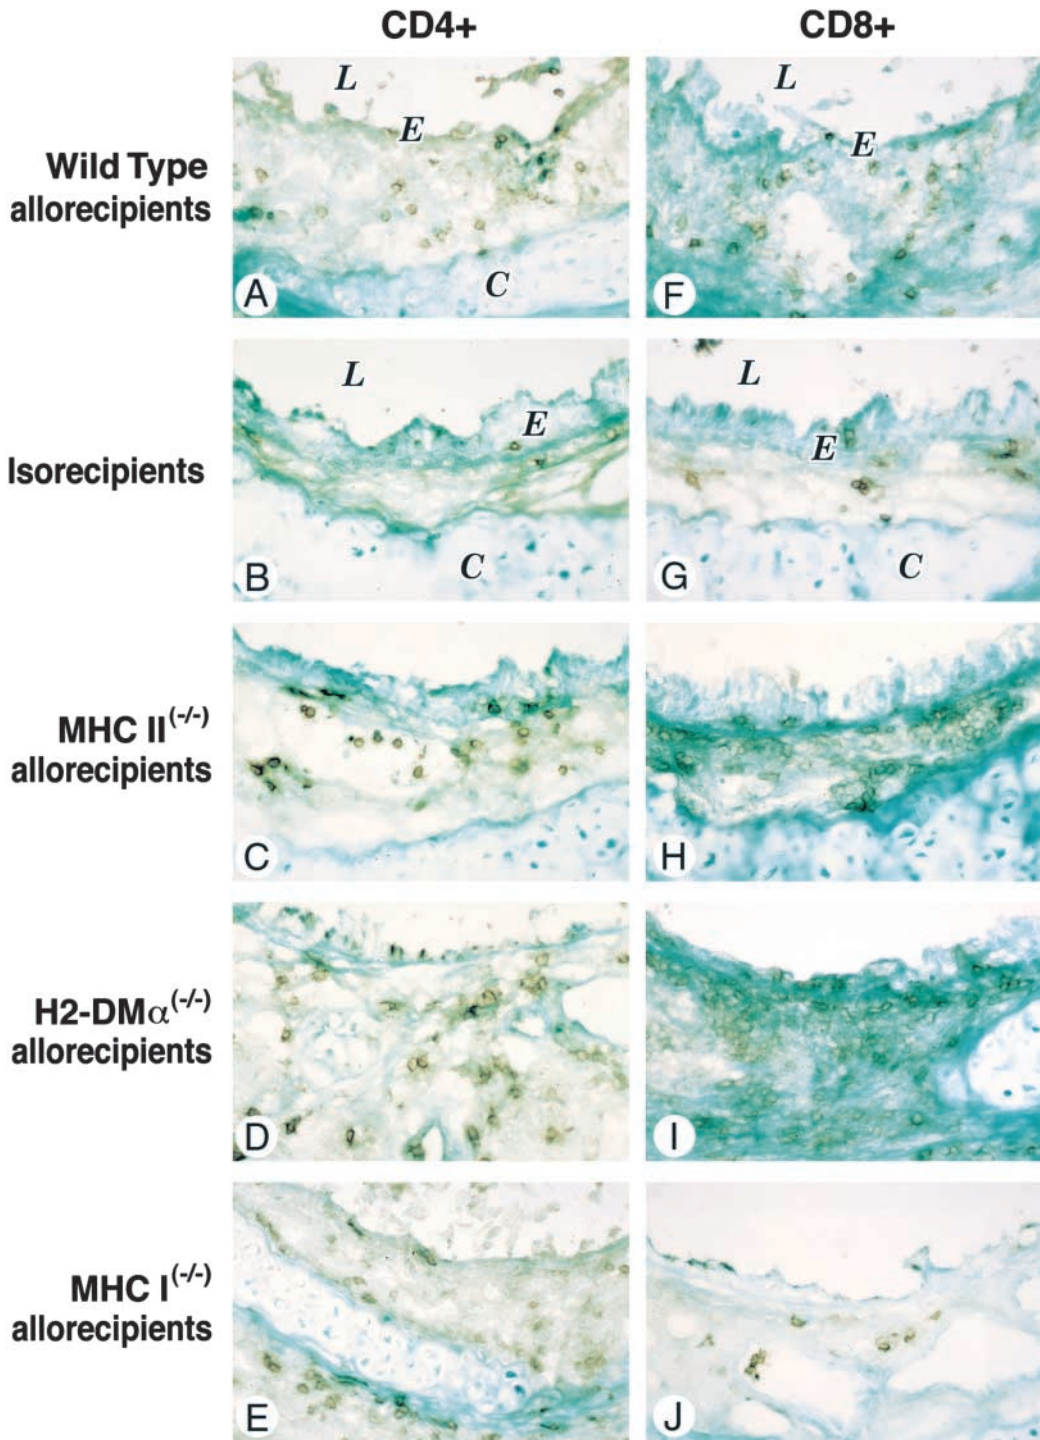 CD4+ CD8+
Wild Type
allorecipients
L
E
C
A
L
E
F
Isorecipients
L
E
C
B
L
E
C
G
MHC II(-/-)
allorecipients
C
H
H2-DMα(-/-)
allorecipients
D
I
MHC I(-/-)
allorecipients
E
J